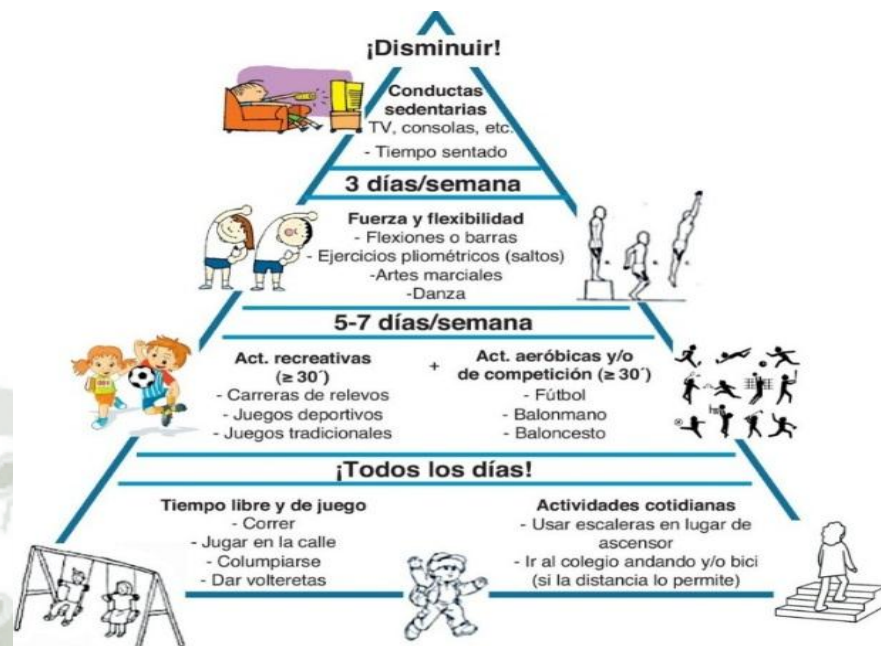 ¡Disminuir!
Conductas
sedentarias
TV, consolas, etc.
- Tiempo sentado
3 días/semana
Fuerza y flexibilidad
- Flexiones o barras
- Ejercicios pliométricos (saltos)
-Artes marciales
-Danza
5-7 días/semana
Act. recreativas
(≥ 30´)
- Carreras de relevos
- Juegos deportivos
- Juegos tradicionales
+
Act. aeróbicas y/o
de competición (≥ 30´)
- Fútbol
- Balonmano
- Baloncesto
¡Todos los días!
Tiempo libre y de juego
- Correr
- Jugar en la calle
- Columpiarse
- Dar volteretas
Actividades cotidianas
- Usar escaleras en lugar de
ascensor
- Ir al colegio andando y/o bici
(si la distancia lo permite)